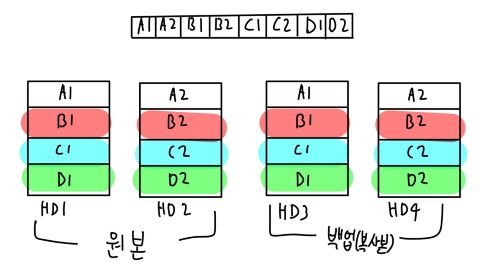 A1 A2 B1 B2 C1 C2 D1 D2
A1 A2 A1 A2
B1 B2 B1 B2
C1 C2 C1 C2
D1 D2 D1 D2
HD1 HD2 HD3 HD4
원본 백업(복사본)